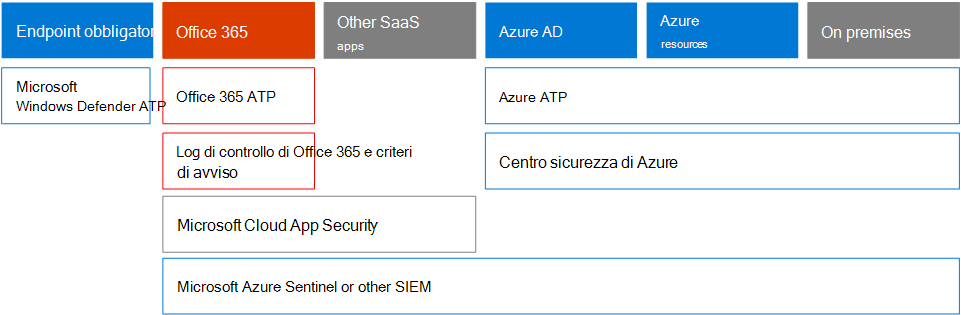 Endpoint obbligator
Office 365
Other SaaS
apps
Azure AD
Azure
resources
On premises
Microsoft
Windows Defender ATP
Office 365 ATP
Azure ATP
Log di controllo di Office 365 e criteri
di avviso
Centro sicurezza di Azure
Microsoft Cloud App Security
Microsoft Azure Sentinel or other SIEM